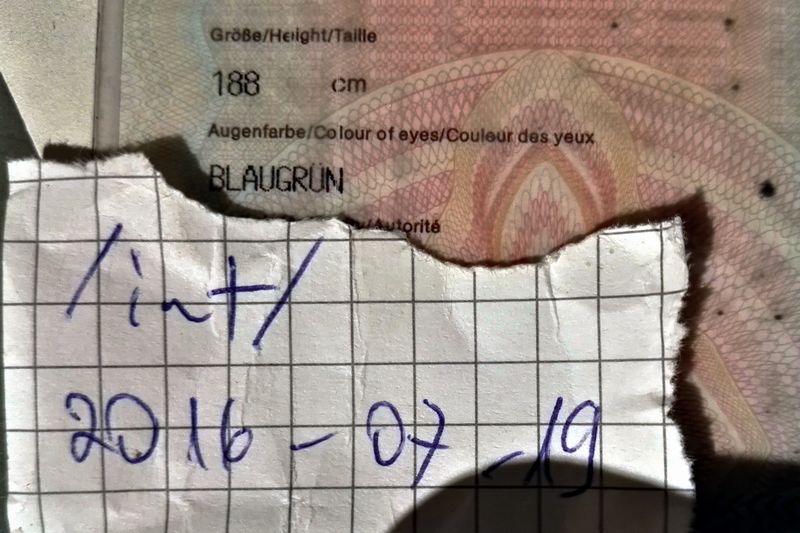 Größe/Height/Taille
188 cm
Augenfarbe/Colour of eyes/Couleur des yeux
BLAUGRÜN
/Autorité
/int/
2016-07-19